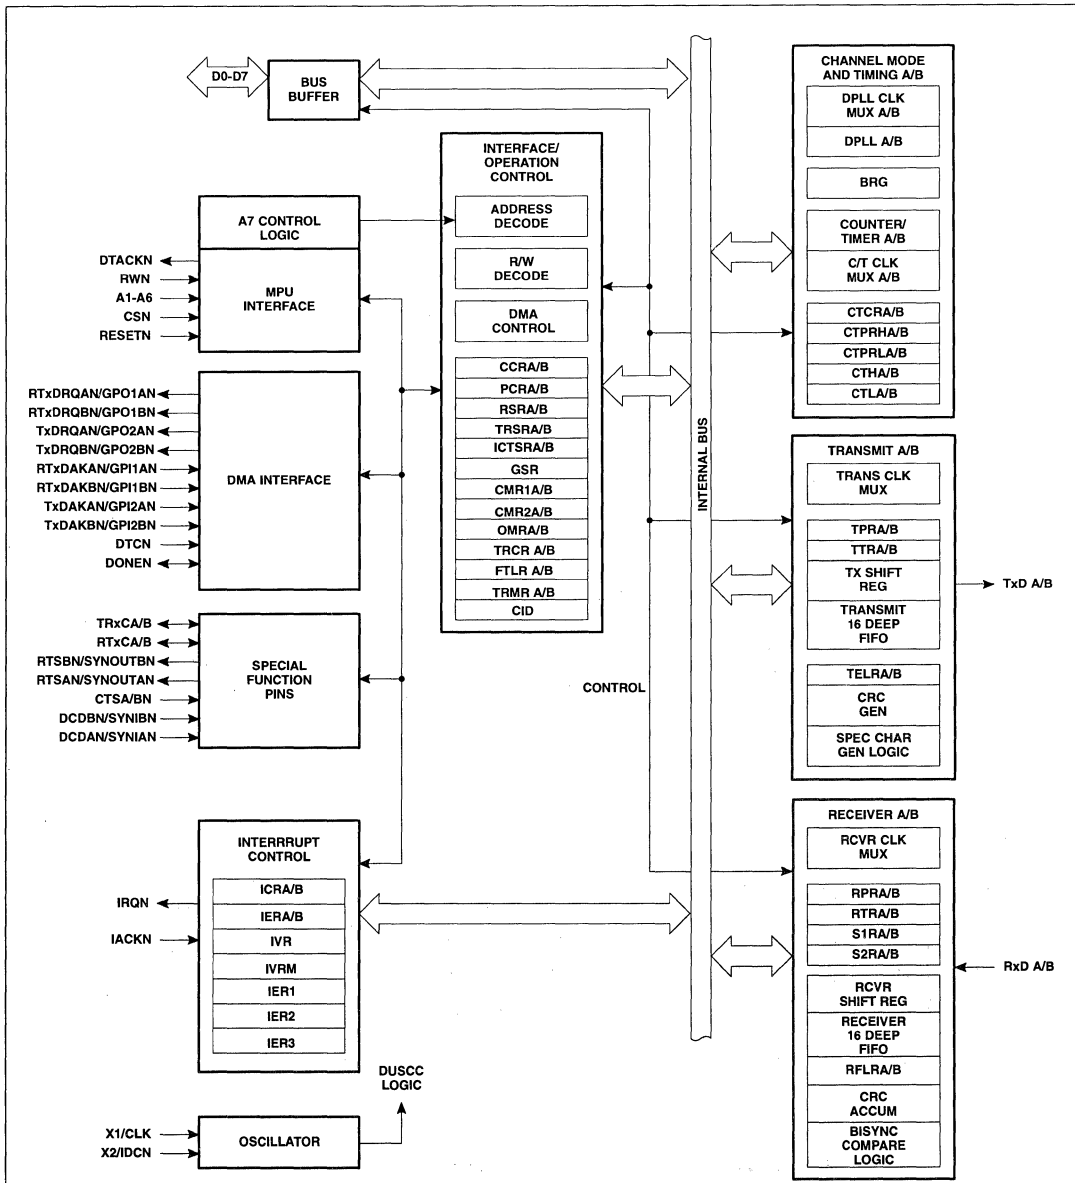 D0-D7
BUS
BUFFER
A7 CONTROL
LOGIC
MPU
INTERFACE
DTACKN
RWN
A1-A6
CSN
RESETN
RTxDRQAN/GPO1AN
RTxDRQBN/GPO1BN
TxDRQAN/GPO2AN
TxDRQBN/GPO2BN
RTxDAKAN/GPI1AN
RTxDAKBN/GPI1BN
TxDAKAN/GPI2AN
TxDAKBN/GPI2BN
DTCN
DONEN
DMA INTERFACE
TRxCA/B
RTxCA/B
RTSBN/SYNOUTBN
RTSAN/SYNOUTAN
CTSA/BN
DCDBN/SYNIBN
DCDAN/SYNIAN
SPECIAL
FUNCTION
PINS
INTERRRUPT
CONTROL
ICRA/B
IERA/B
IVR
IVRM
IER1
IER2
IER3
IRQN
IACKN
X1/CLK
X2/IDCN
OSCILLATOR
DUSCC
LOGIC
INTERFACE/
OPERATION
CONTROL
ADDRESS
DECODE
R/W
DECODE
DMA
CONTROL
CCRA/B
PCRA/B
RSRA/B
TRSRA/B
ICTSRA/B
GSR
CMR1A/B
CMR2A/B
OMRA/B
TRCR A/B
FTLR A/B
TRMR A/B
CID
CONTROL
INTERNAL BUS
CHANNEL MODE
AND TIMING A/B
DPLL CLK
MUX A/B
DPLL A/B
BRG
COUNTER/
TIMER A/B
C/T CLK
MUX A/B
CTCRA/B
CTPRHA/B
CTPRLA/B
CTHA/B
CTLA/B
TRANSMIT A/B
TRANS CLK
MUX
TPRA/B
TTRA/B
TX SHIFT
REG
TRANSMIT
16 DEEP
FIFO
TELRA/B
CRC
GEN
SPEC CHAR
GEN LOGIC
TxD A/B
RECEIVER A/B
RCVR CLK
MUX
RPRA/B
RTRA/B
S1RA/B
S2RA/B
RCVR
SHIFT REG
RECEIVER
16 DEEP
FIFO
RFLRA/B
CRC
ACCUM
BISYNC
COMPARE
LOGIC
RxD A/B